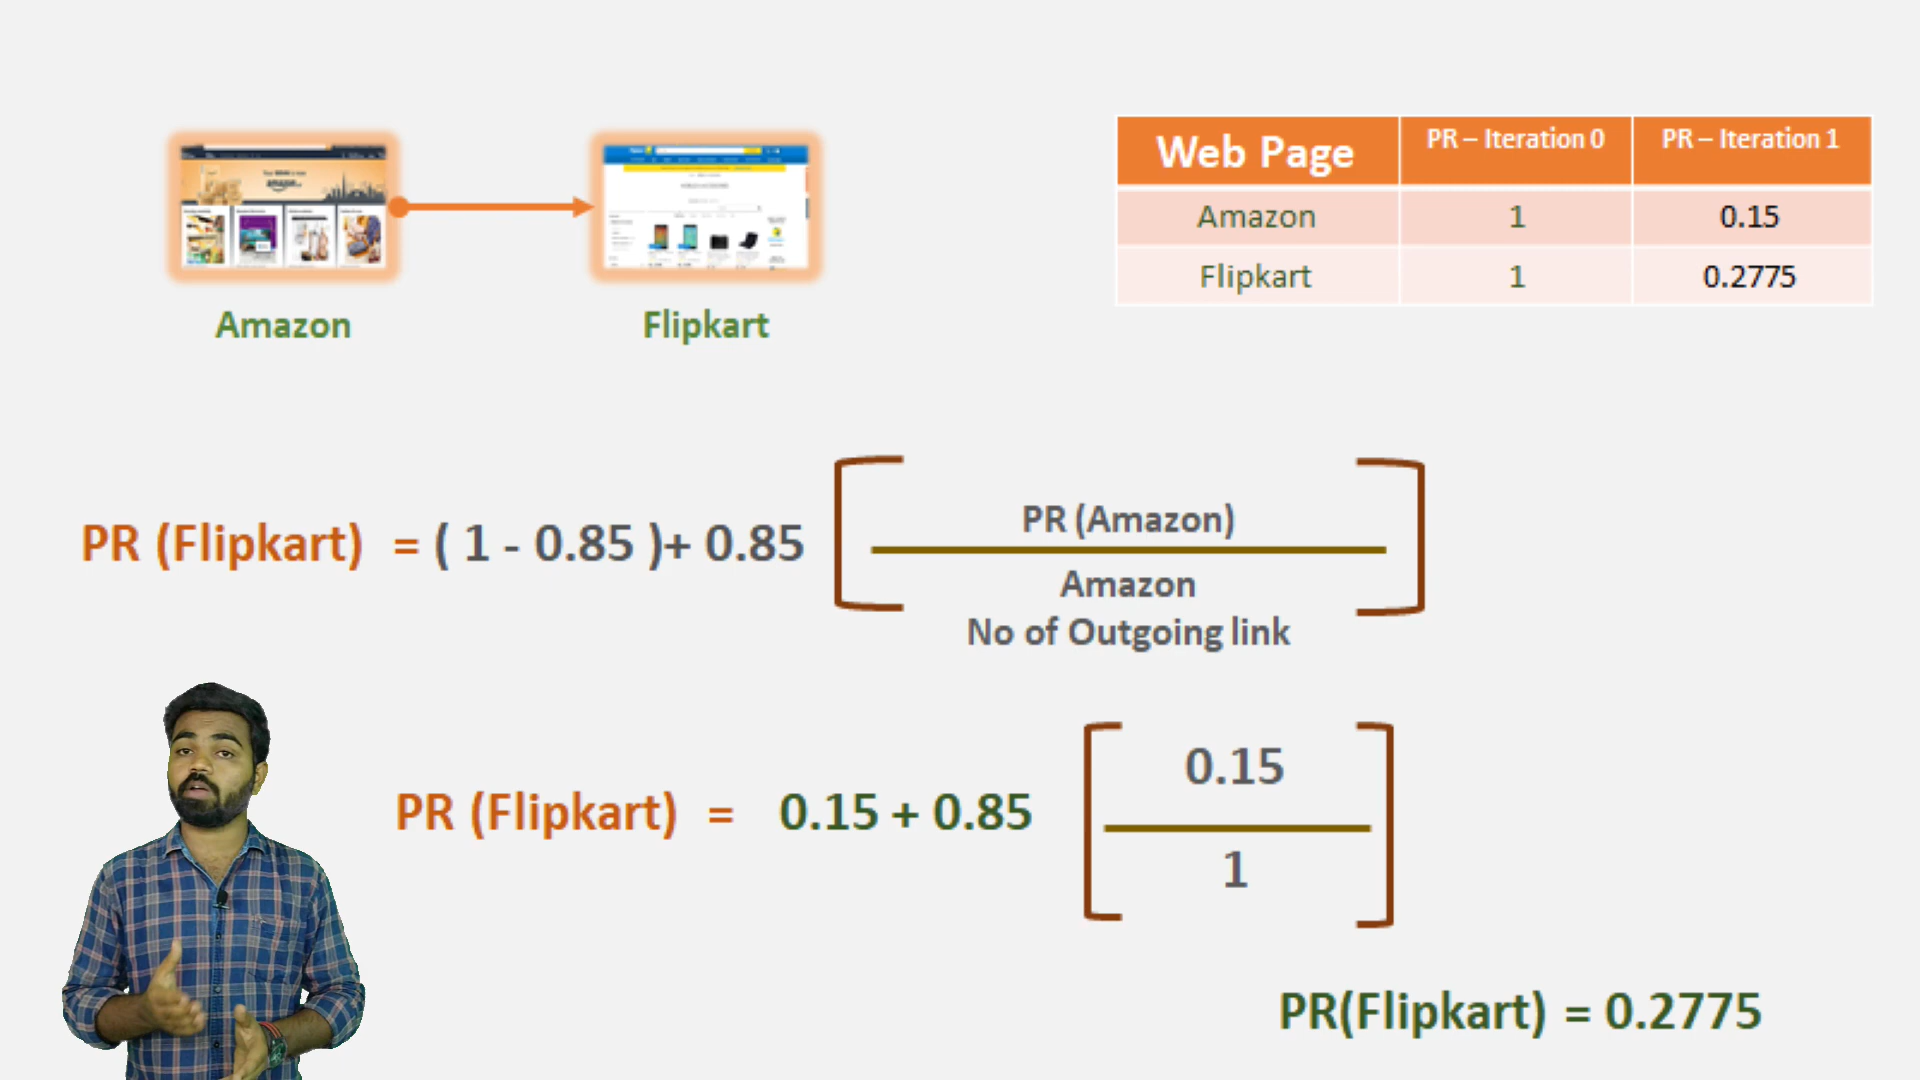 Amazon
Flipkart
Web Page PR – Iteration 0 PR – Iteration 1
Amazon 1 0.15
Flipkart 1 0.2775
PR (Flipkart) = ( 1 - 0.85 )+ 0.85
PR (Amazon)
Amazon
No of Outgoing link
PR (Flipkart) = 0.15 + 0.85
0.15
1
PR(Flipkart) = 0.2775